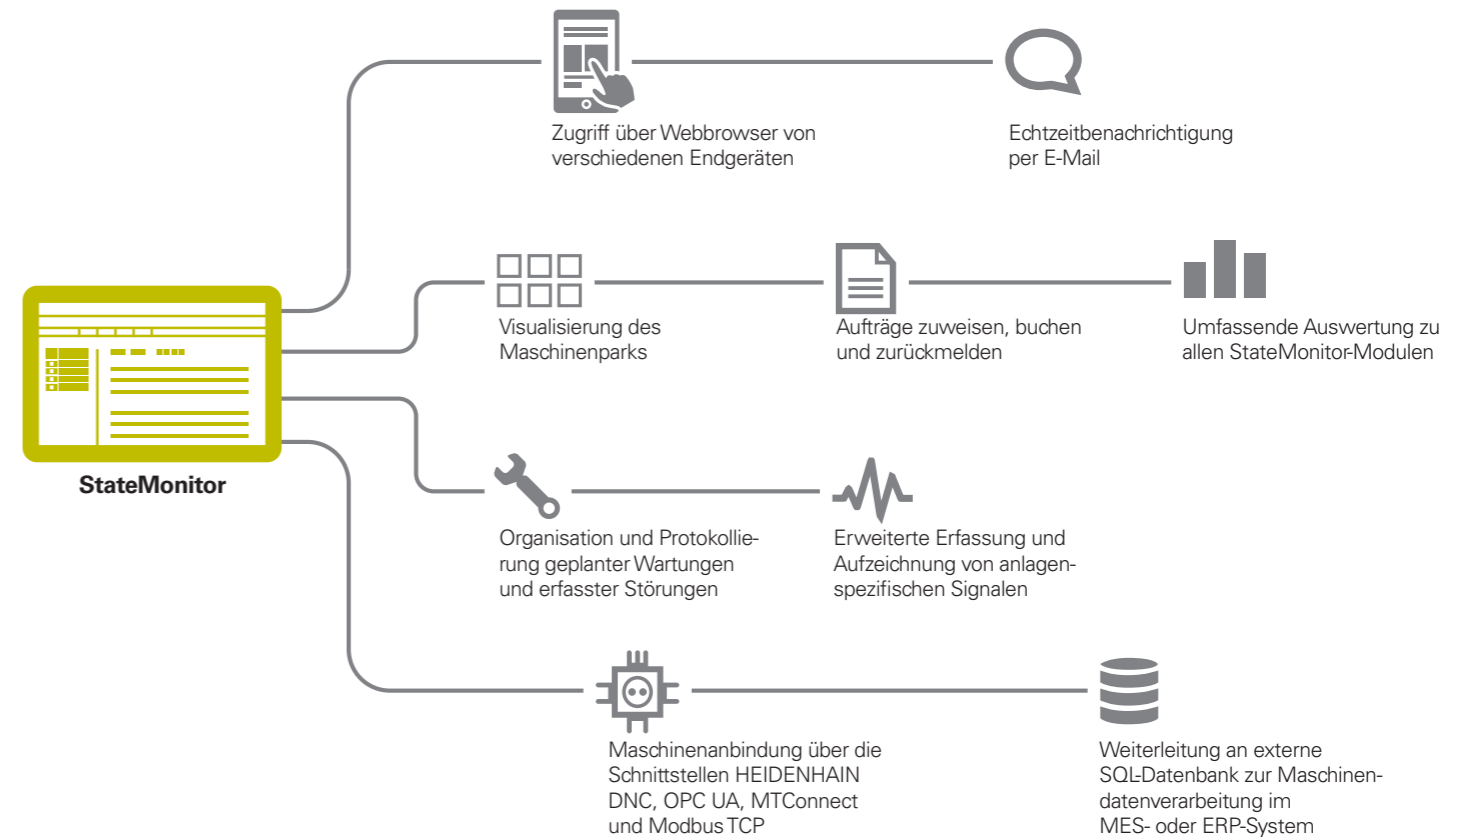 Zugriff über Webbrowser von
verschiedenen Endgeräten
Echtzeitbenachrichtigung
per E-Mail
Visualisierung des
Maschinenparks
Aufträge zuweisen, buchen
und zurückmelden
Umfassende Auswertung zu
allen StateMonitor-Modulen
StateMonitor
Organisation und Protokollie-
rung geplanter Wartungen
und erfasster Störungen
Erweiterte Erfassung und
Aufzeichnung von anlagen-
spezifischen Signalen
Maschinenanbindung über die
Schnittstellen HEIDENHAIN
DNC, OPC UA, MTConnect
und Modbus TCP
Weiterleitung an externe
SQL-Datenbank zur Maschinen-
datenverarbeitung im
MES- oder ERP-System